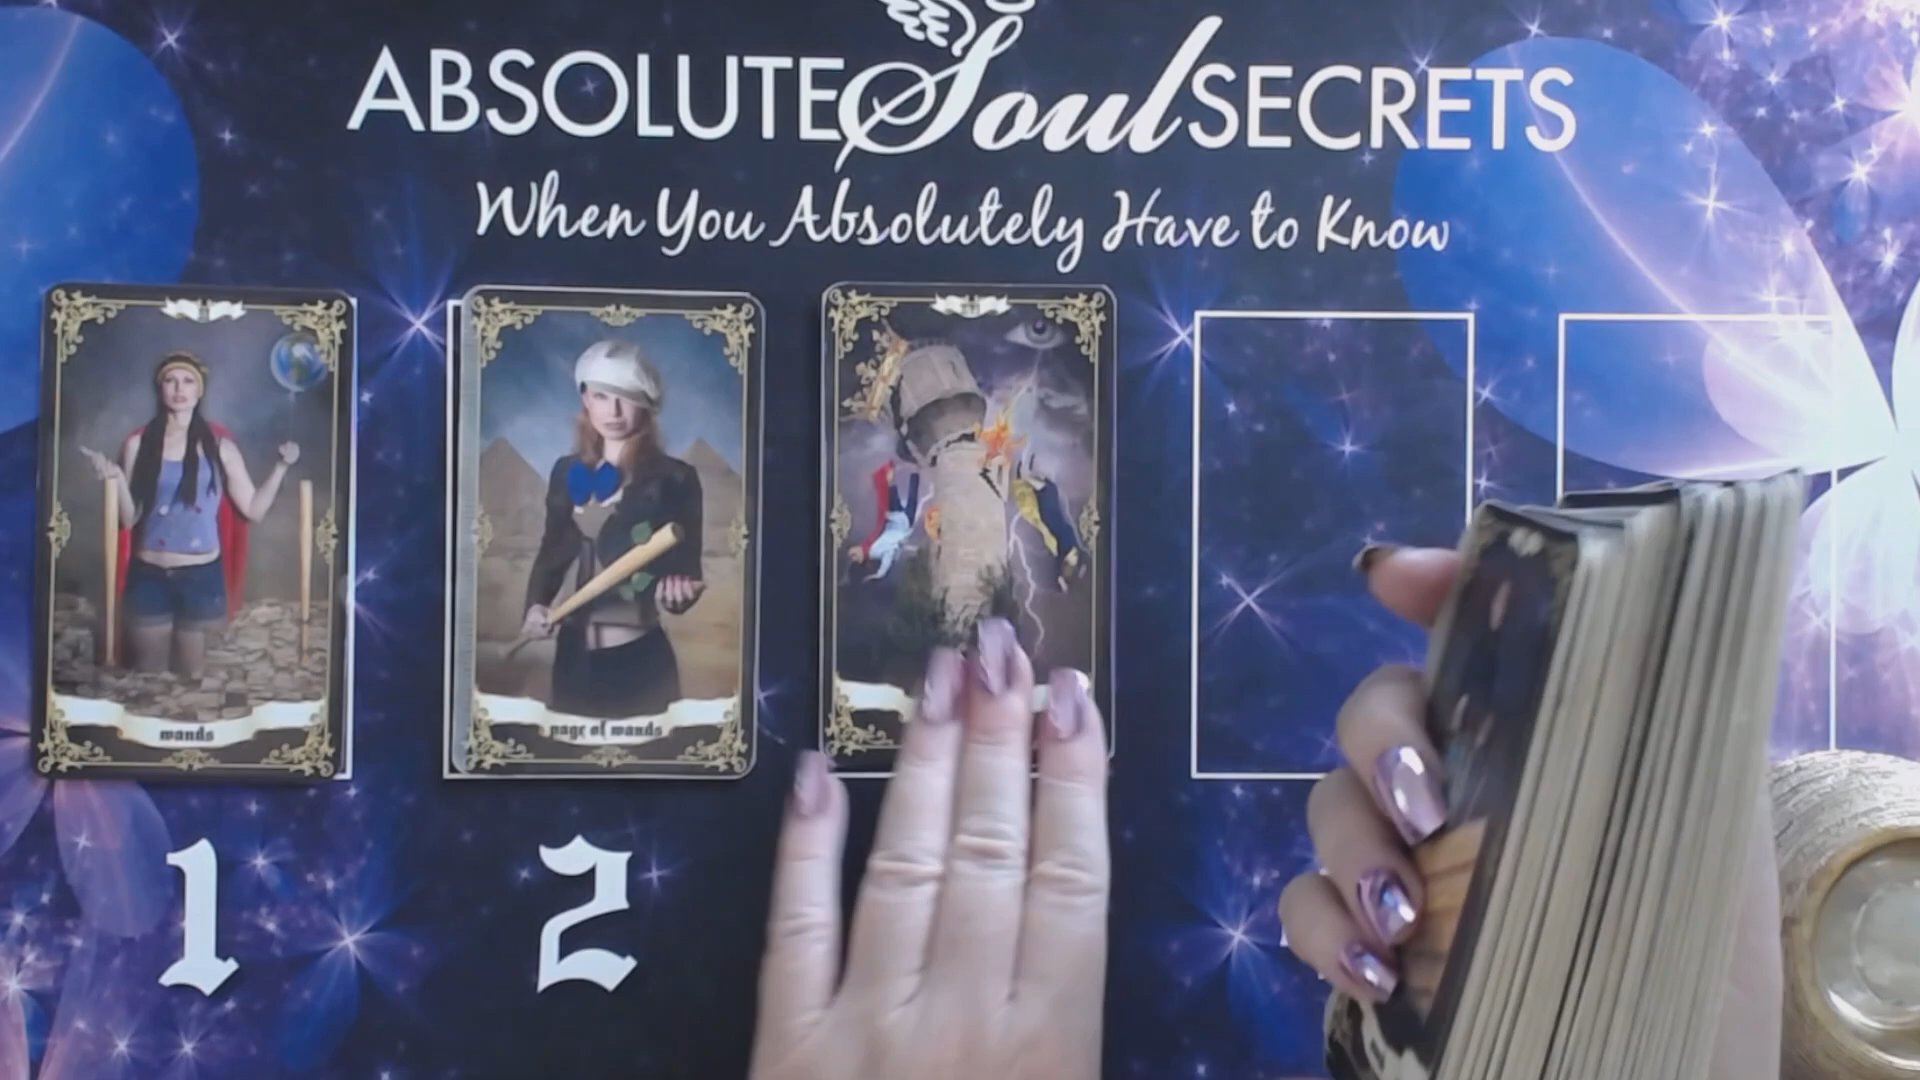 ABSOLUTE Soul SECRETS
When You Absolutely Have to Know
wands
page of wands
1
2